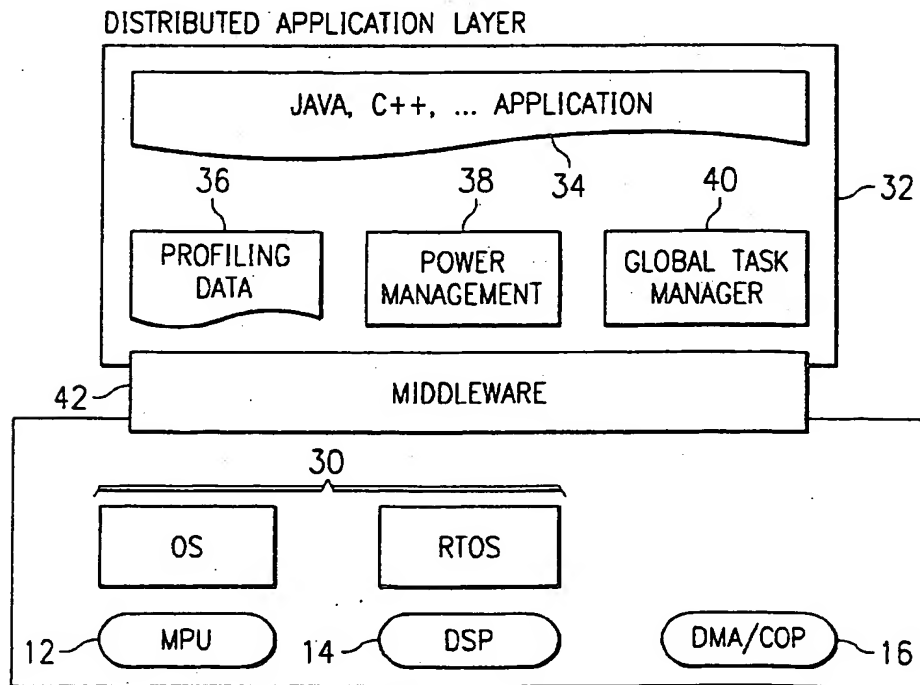 DISTRIBUTED APPLICATION LAYER
JAVA, C++, ... APPLICATION
34
32
36
38
40
PROFILING
DATA
POWER
MANAGEMENT
GLOBAL TASK
MANAGER
42
MIDDLEWARE
30
OS
RTOS
12
MPU
14
DSP
DMA/COP
16